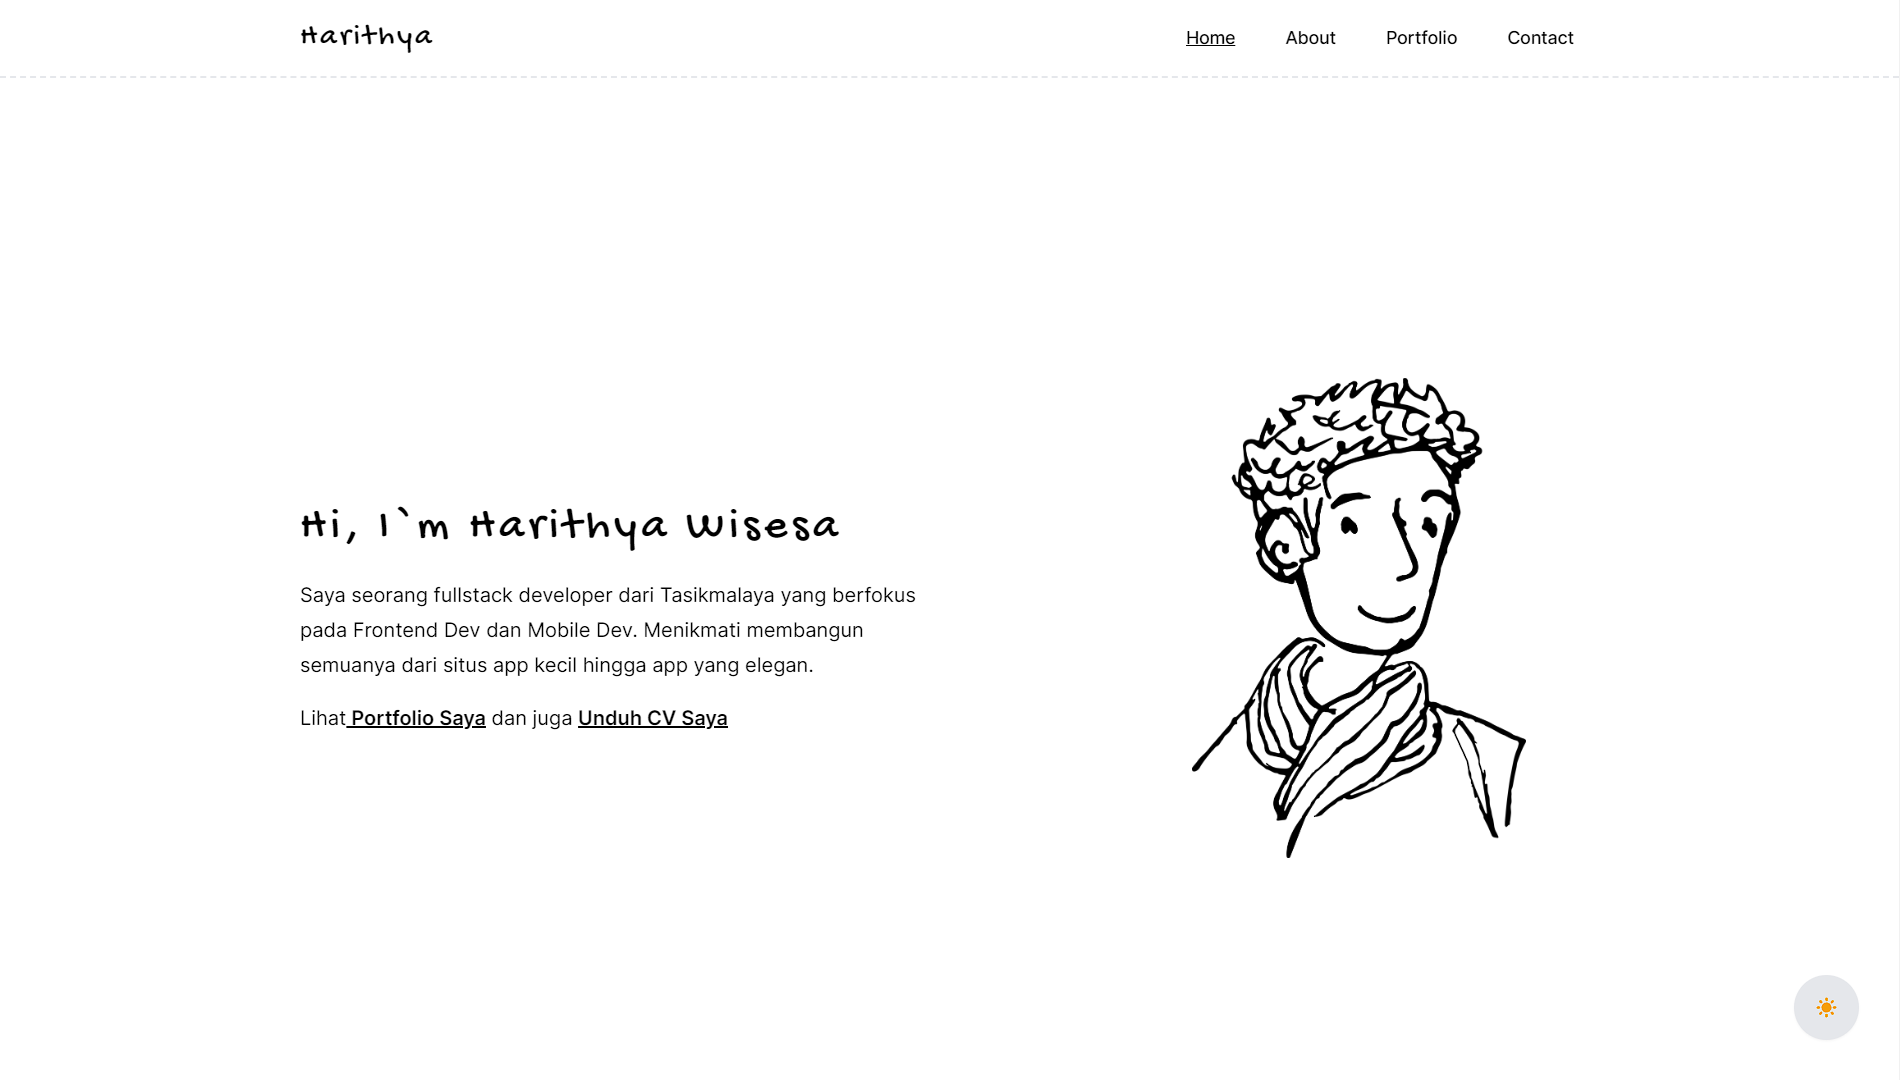 Harithya
Home About Portfolio Contact
Hi, I`m Harithya Wisesa
Saya seorang fullstack developer dari Tasikmalaya yang berfokus
pada Frontend Dev dan Mobile Dev. Menikmati membangun
semuanya dari situs app kecil hingga app yang elegan.
Lihat Portfolio Saya dan juga Unduh CV Saya